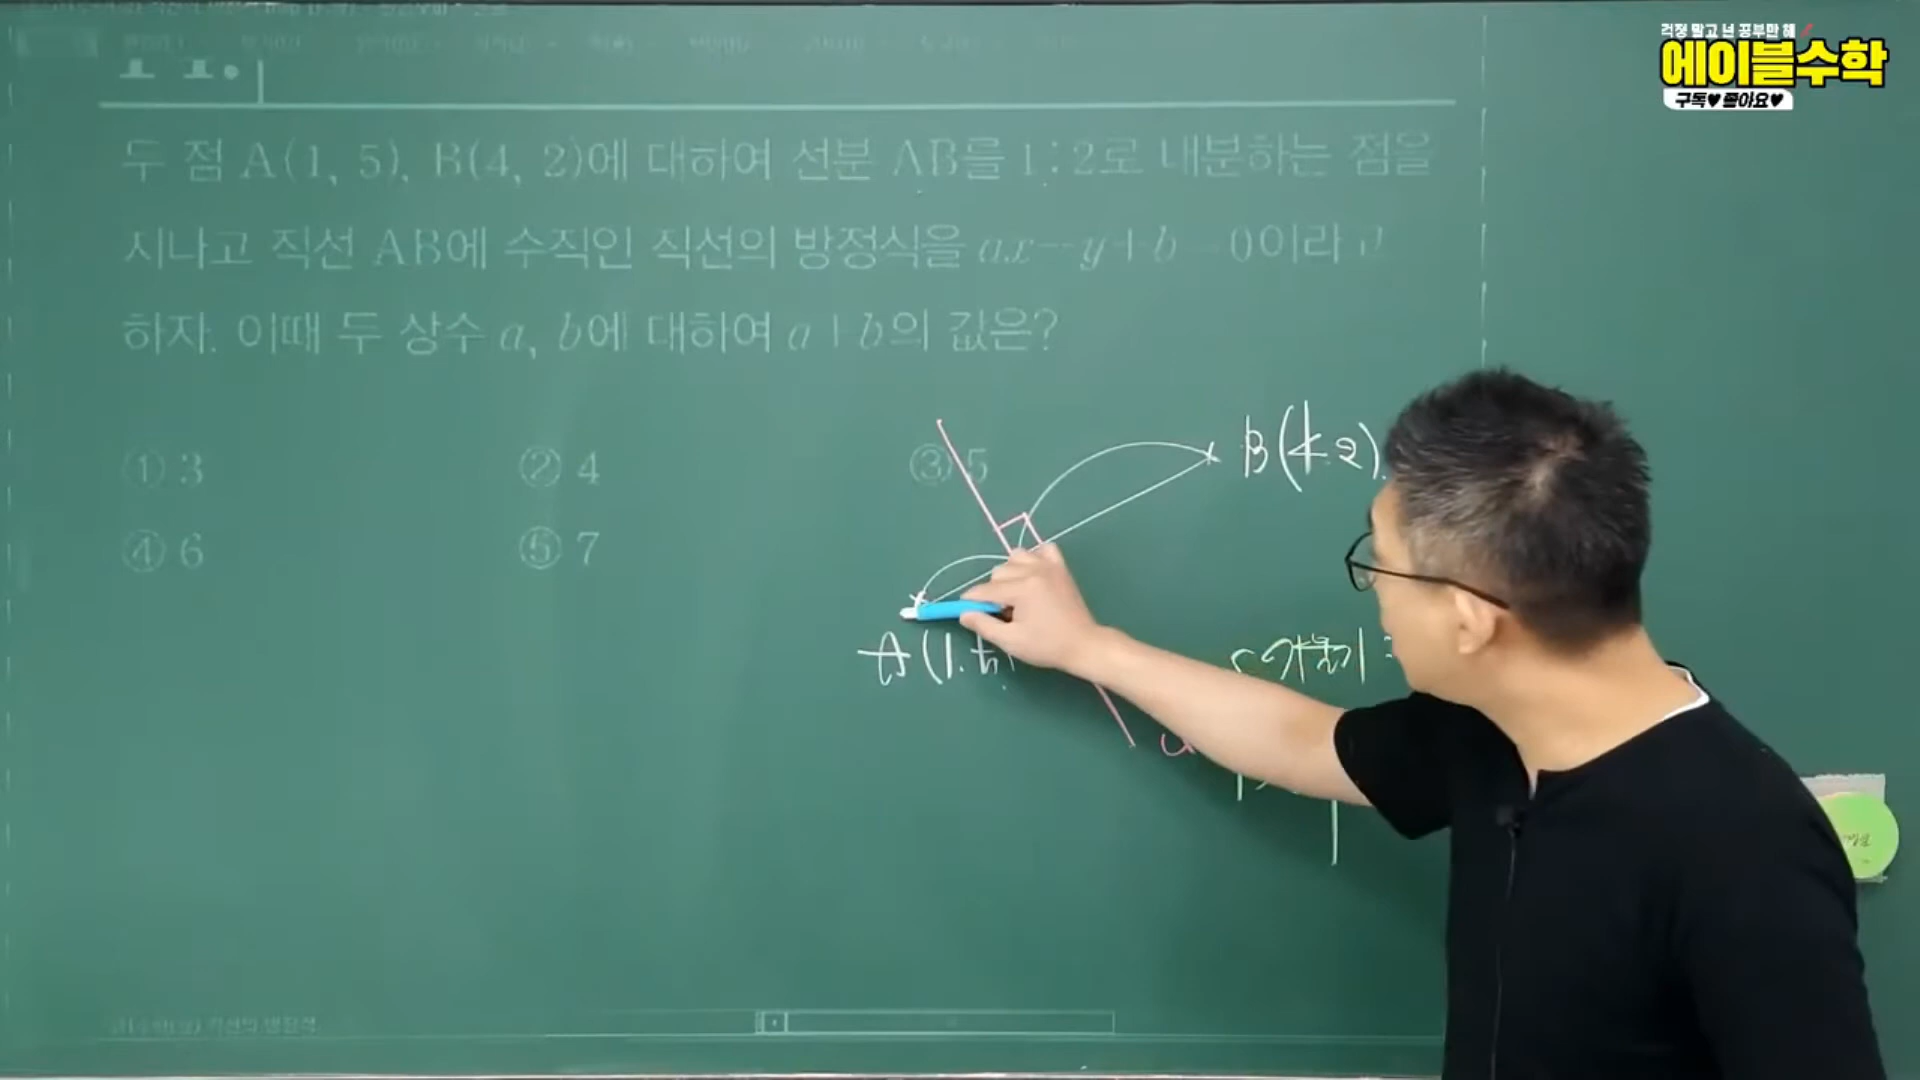 걱정 말고 넌 공부만 해
에이블수학
구독♥ 좋아요♥
두 점 A(1, 5), B(4, 2)에 대하여 선분 AB를 1:2로 내분하는 점을
지나고 직선 AB에 수직인 직선의 방정식을 ax-y+b=0이라고
하자. 이때 두 상수 a, b에 대하여 a+b의 값은?
① 3 ② 4 ③ 5
④ 6 ⑤ 7
B(4.2)
A(1.5)
기울기